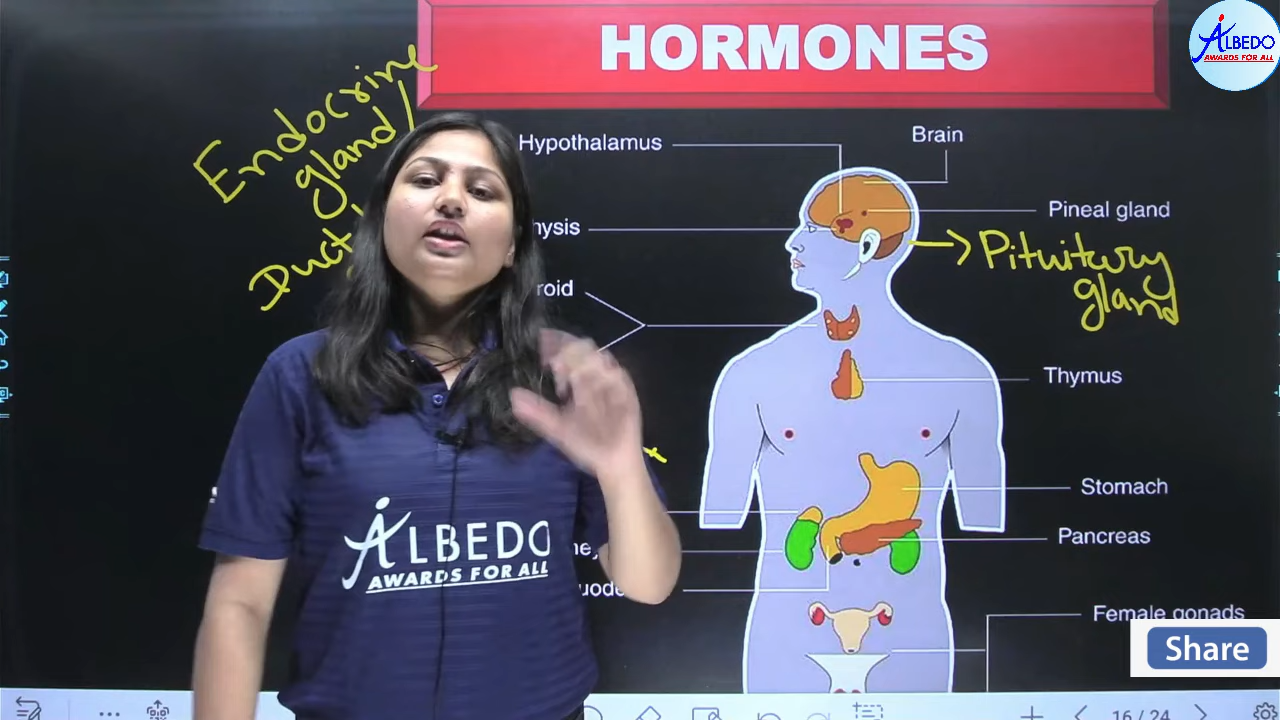 HORMONES
ALBEDO
AWARDS FOR ALL
Endocrine
gland/
Duct
Hypothalamus
Brain
Pineal gland
Pituitury
gland
Thymus
Stomach
Pancreas
Female gonads
ALBEDO
AWARDS FOR ALL
Share
16/24